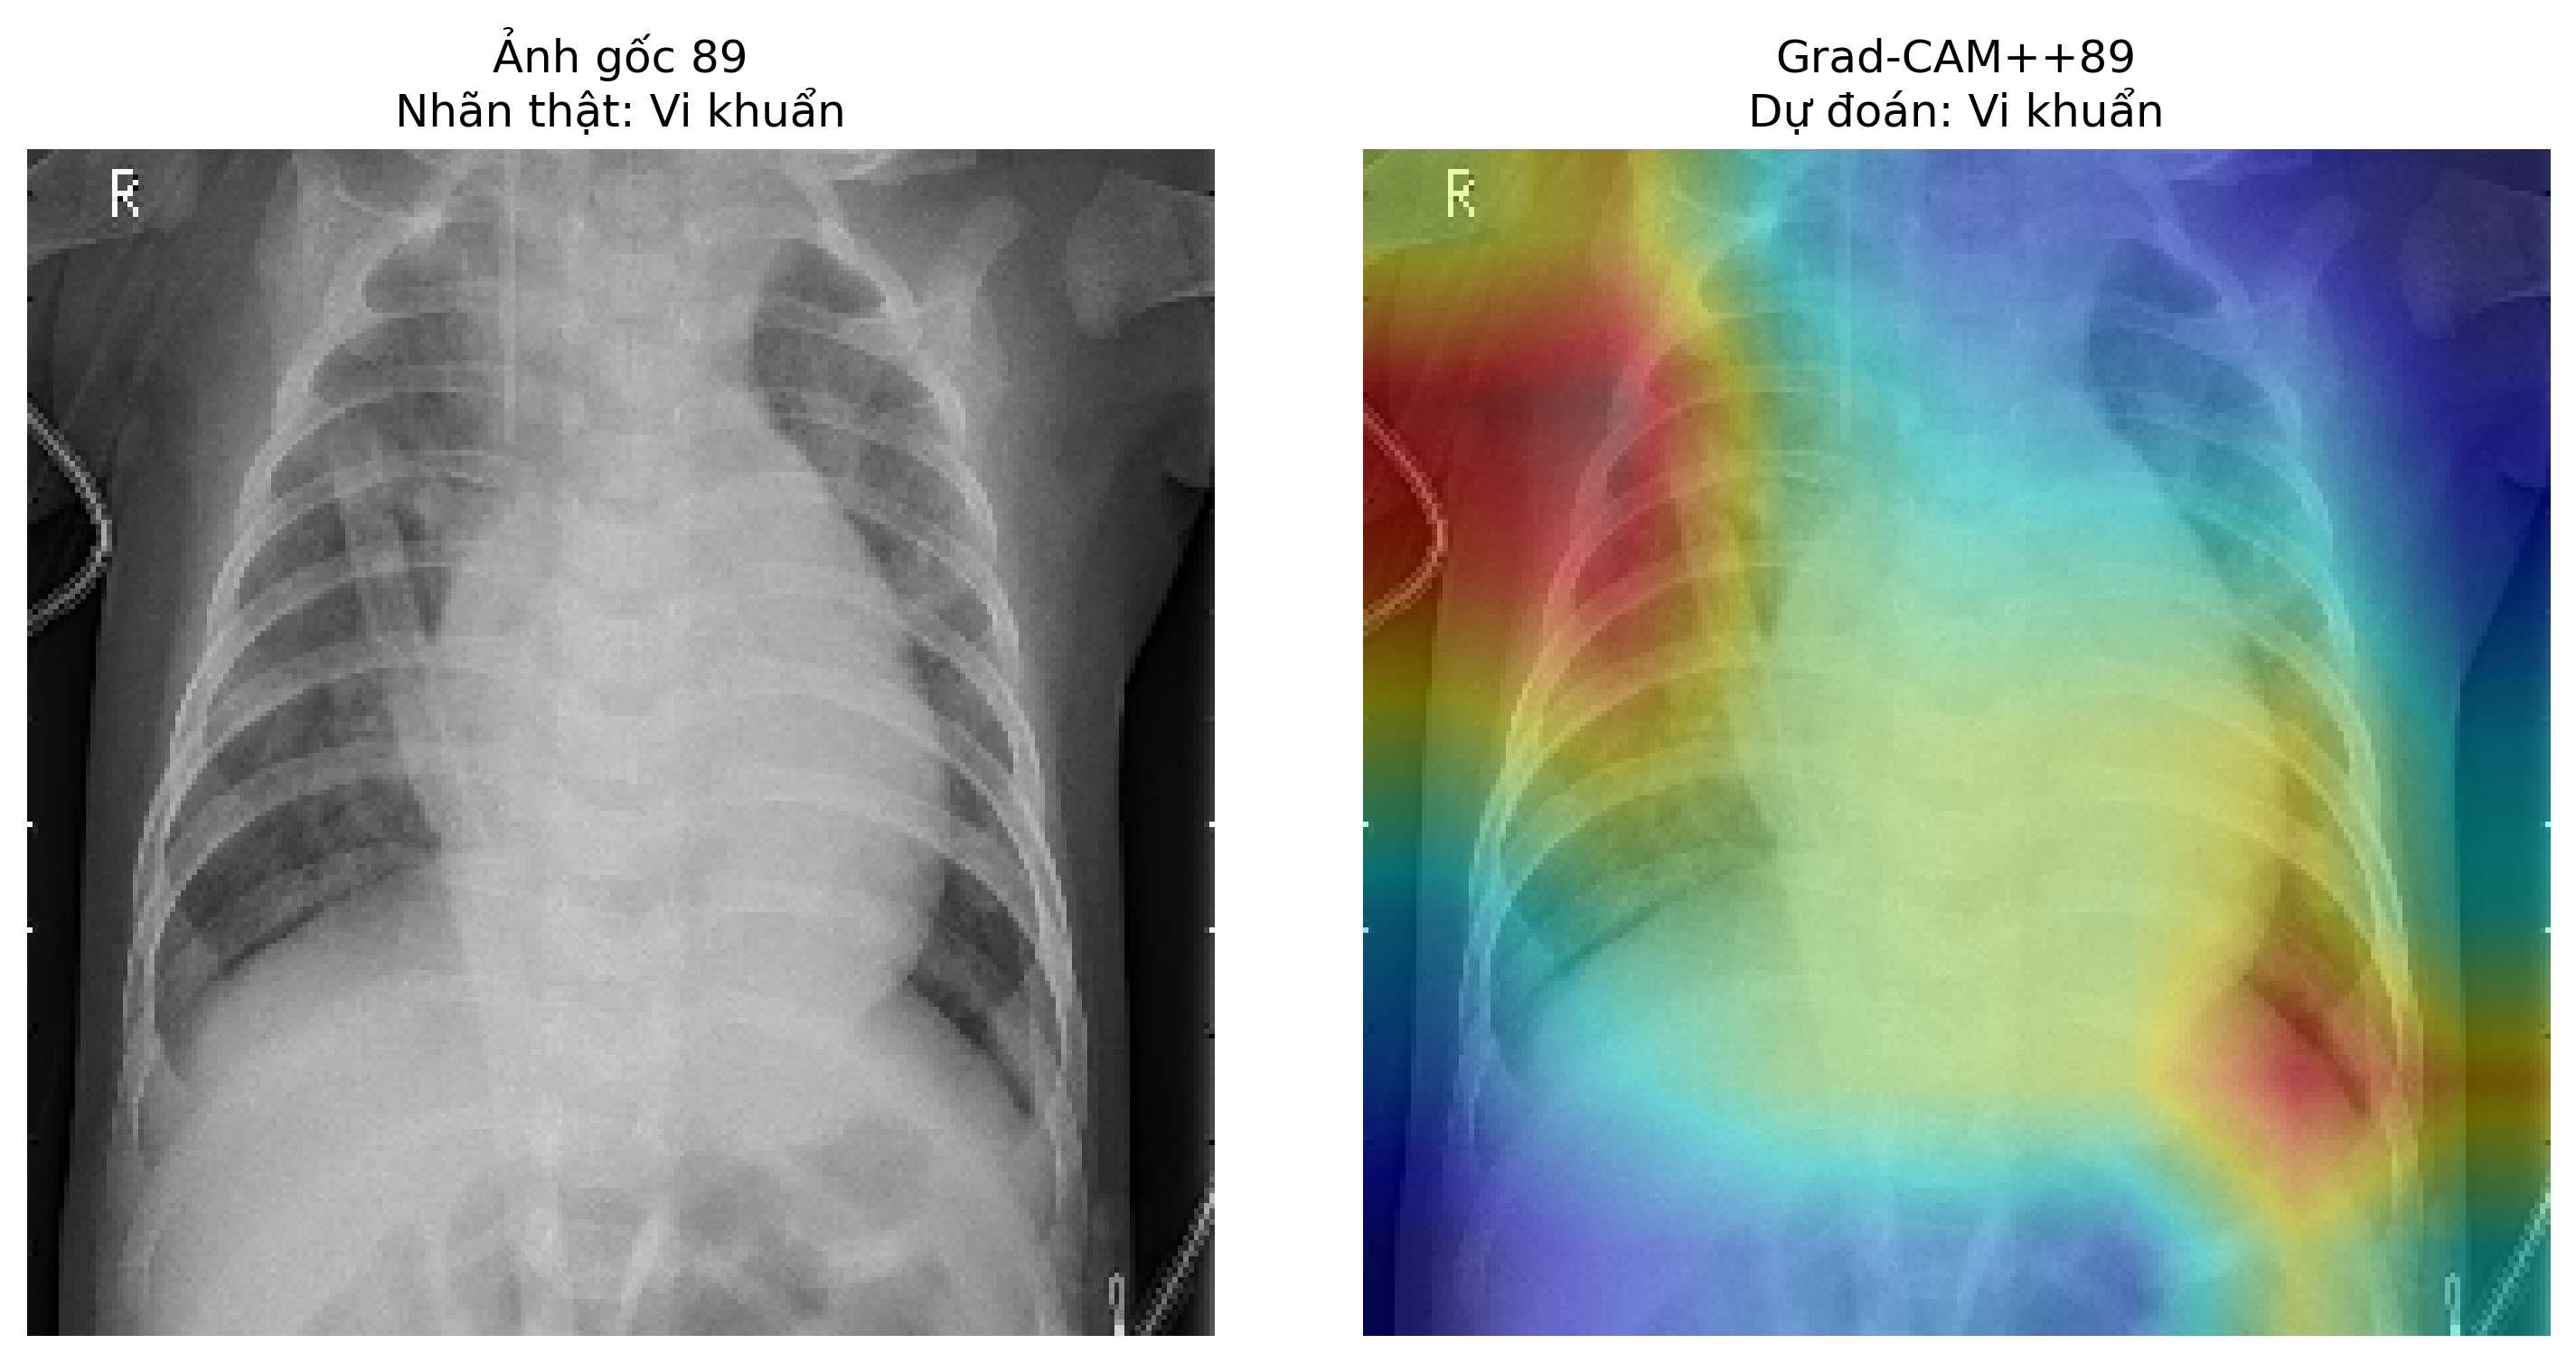 Ảnh gốc 89
Nhãn thật: Vi khuẩn
R
Grad-CAM++89
Dự đoán: Vi khuẩn
R